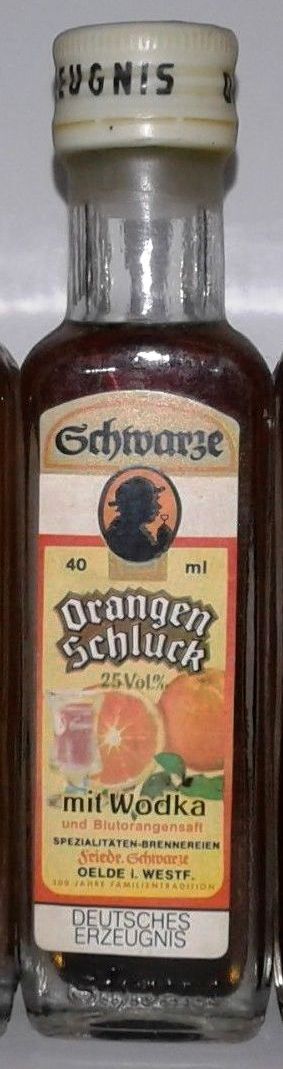 EUGNIS D
Schwarze
40 ml
Orangen
Schluck
25 Vol.%
mit Wodka
und Blutorangensaft
SPEZIALITÄTEN-BRENNEREIEN
Friedr. Schwarze
OELDE i. WESTF.
300 JAHRE FAMILIENTRADITION
DEUTSCHES
ERZEUGNIS